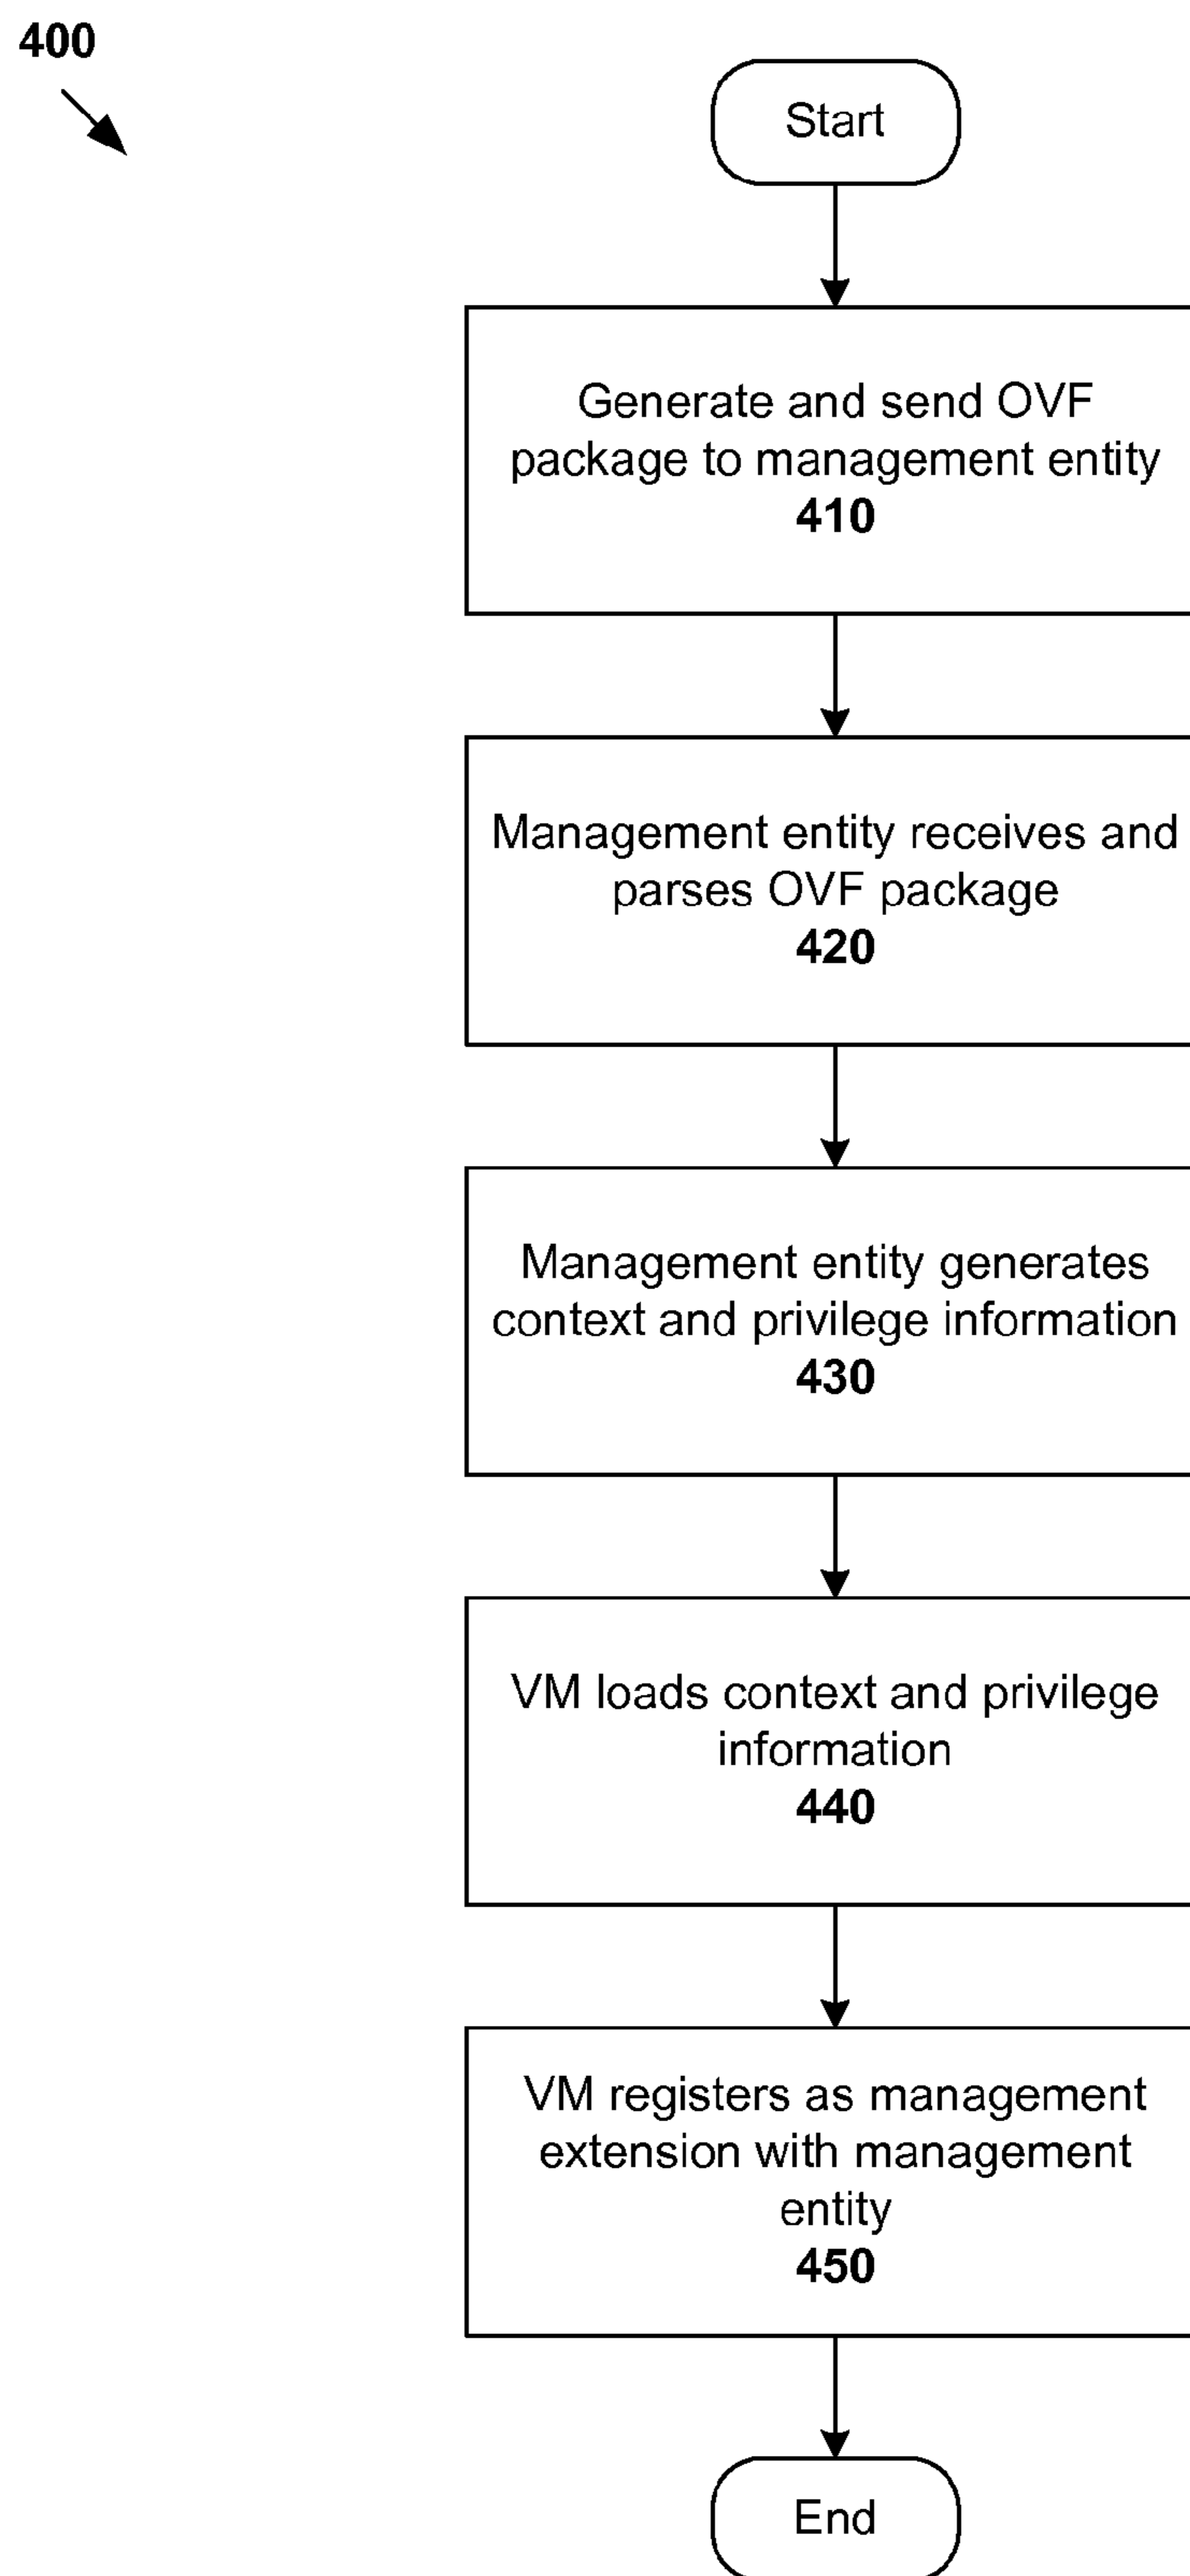 400
Start
Generate and send OVF
package to management entity
410
Management entity receives and
parses OVF package
420
Management entity generates
context and privilege information
430
VM loads context and privilege
information
440
VM registers as management
extension with management
entity
450
End